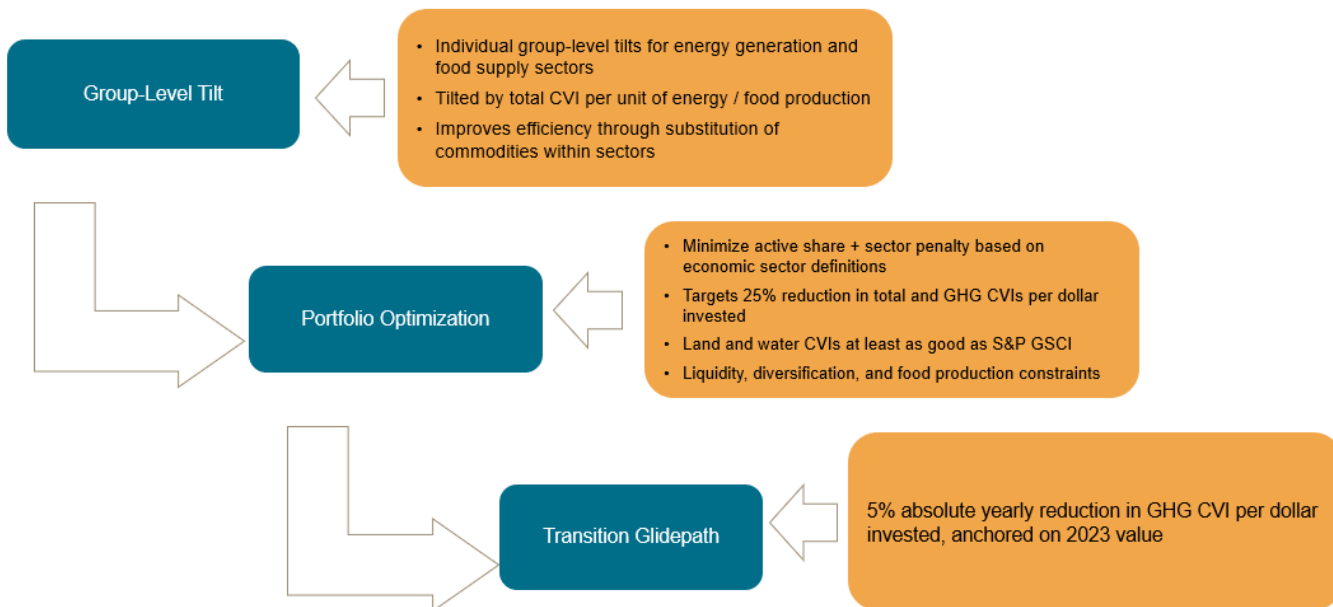 Group-Level Tilt
• Individual group-level tilts for energy generation and
food supply sectors
• Tilted by total CVI per unit of energy / food production
• Improves efficiency through substitution of
commodities within sectors
Portfolio Optimization
• Minimize active share + sector penalty based on
economic sector definitions
• Targets 25% reduction in total and GHG CVIs per dollar
invested
• Land and water CVIs at least as good as S&P GSCI
• Liquidity, diversification, and food production constraints
Transition Glidepath
5% absolute yearly reduction in GHG CVI per dollar
invested, anchored on 2023 value